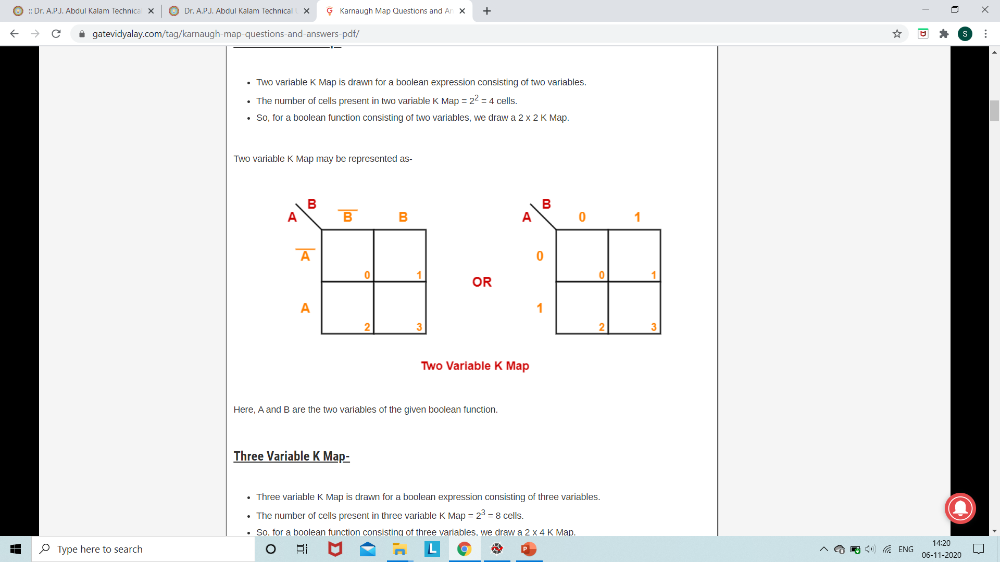 :: Dr. A.P.J. Abdul Kalam Technical
Dr. A.P.J. Abdul Kalam Technical U
Karnaugh Map Questions and An
gatevidyalay.com/tag/karnaugh-map-questions-and-answers-pdf/
S
• Two variable K Map is drawn for a boolean expression consisting of two variables.
• The number of cells present in two variable K Map = 2² = 4 cells.
• So, for a boolean function consisting of two variables, we draw a 2 x 2 K Map.
Two variable K Map may be represented as-
B
A
B̅ B
A̅
0 1
A
2 3
OR
B
A
0 1
0
0 1
1
2 3
Two Variable K Map
Here, A and B are the two variables of the given boolean function.
Three Variable K Map-
• Three variable K Map is drawn for a boolean expression consisting of three variables.
• The number of cells present in three variable K Map = 2³ = 8 cells.
• So, for a boolean function consisting of three variables, we draw a 2 x 4 K Map.
Type here to search
L
P
ENG
14:20
06-11-2020